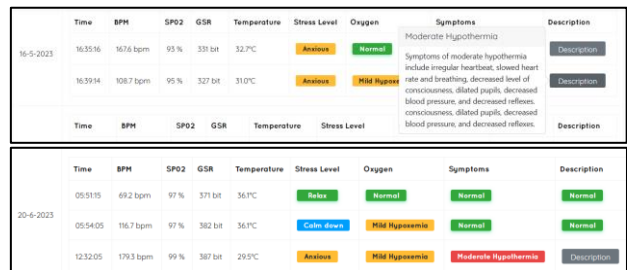 Time BPM SPO2 GSR Temperature Stress Level Oxygen Symptoms Description
16-5-2023
16:35:16 167.6 bpm 93 % 331 bit 32.7°C Anxious Normal Description
16:39:14 108.7 bpm 95 % 327 bit 31.0°C Anxious Mild Hypoxe Description
Moderate Hypothermia
Symptoms of moderate hypothermia
include irregular heartbeat, slowed heart
rate and breathing, decreased level of
consciousness, dilated pupils, decreased
blood pressure, and decreased reflexes.
consciousness, dilated pupils, decreased
blood pressure, and decreased reflexes.
Time BPM SPO2 GSR Temperature Stress Level Description
Time BPM SPO2 GSR Temperature Stress Level Oxygen Symptoms Description
20-6-2023
05:51:15 69.2 bpm 97 % 371 bit 36.1°C Relax Normal Normal Normal
05:54:05 116.7 bpm 97 % 382 bit 36.1°C Calm down Mild Hypoxemia Normal Normal
12:32:05 179.3 bpm 99 % 387 bit 29.5°C Anxious Mild Hypoxemia Moderate Hypothermia Description